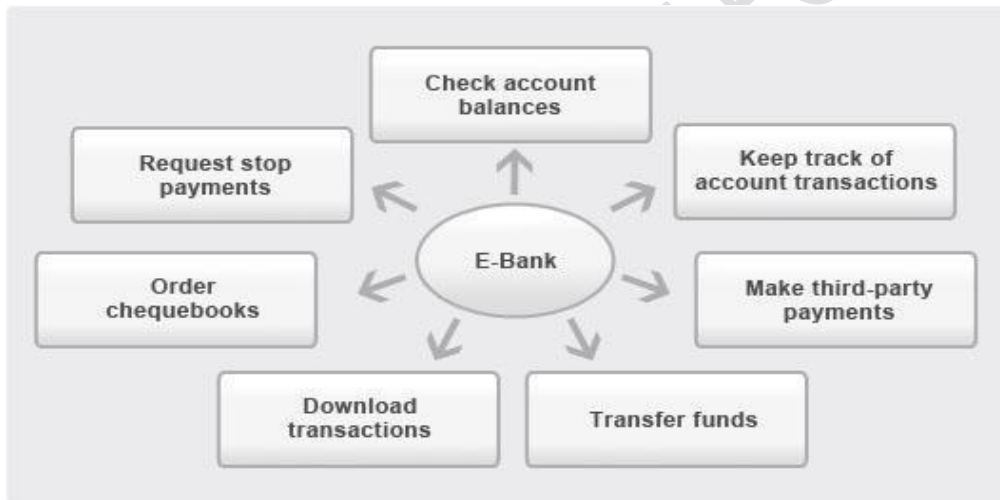 Check account
balances
Request stop
payments
Keep track of
account transactions
E-Bank
Order
chequebooks
Make third-party
payments
Download
transactions
Transfer funds